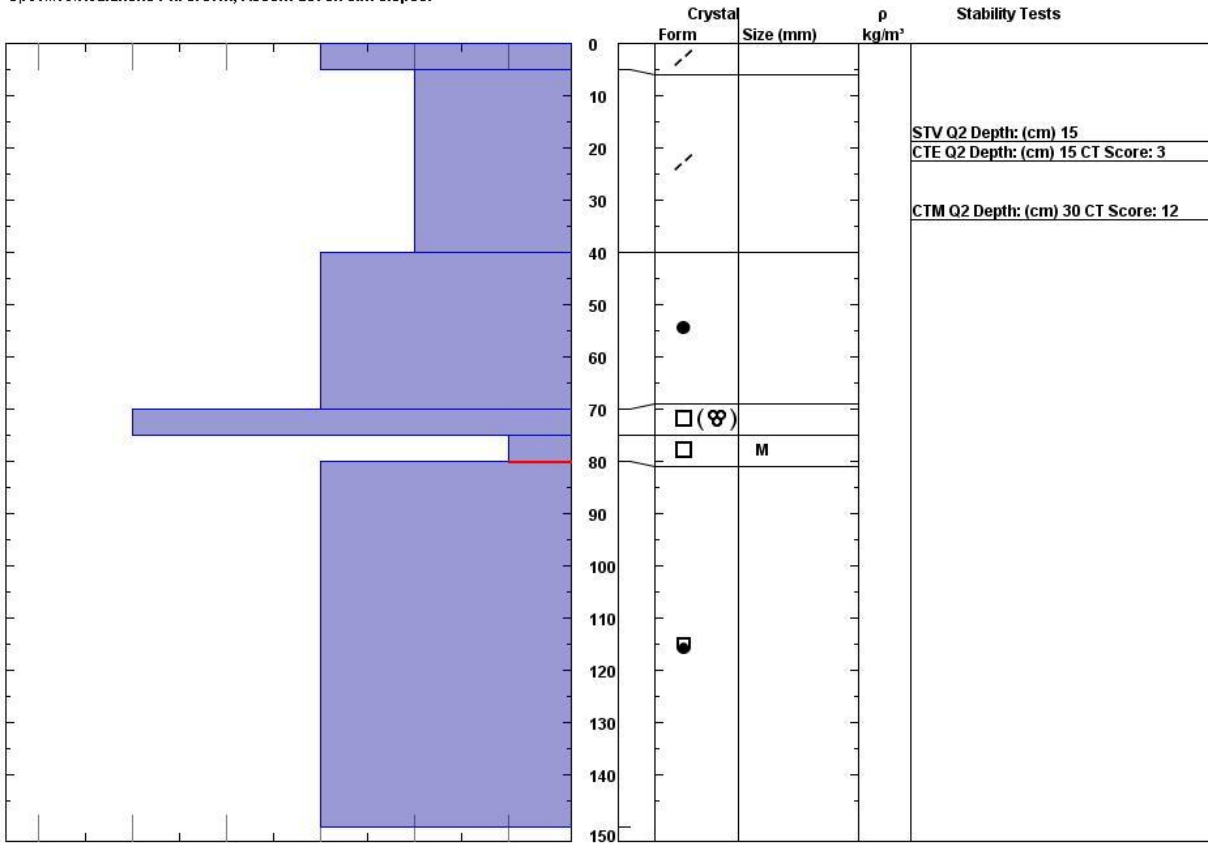 Crystal ρ Stability Tests
Form Size (mm) kg/m³
0
10
STV Q2 Depth: (cm) 15
20
CTE Q2 Depth: (cm) 15 CT Score: 3
30
CTM Q2 Depth: (cm) 30 CT Score: 12
40
50
60
70
( )
M
80
90
100
110
120
130
140
150